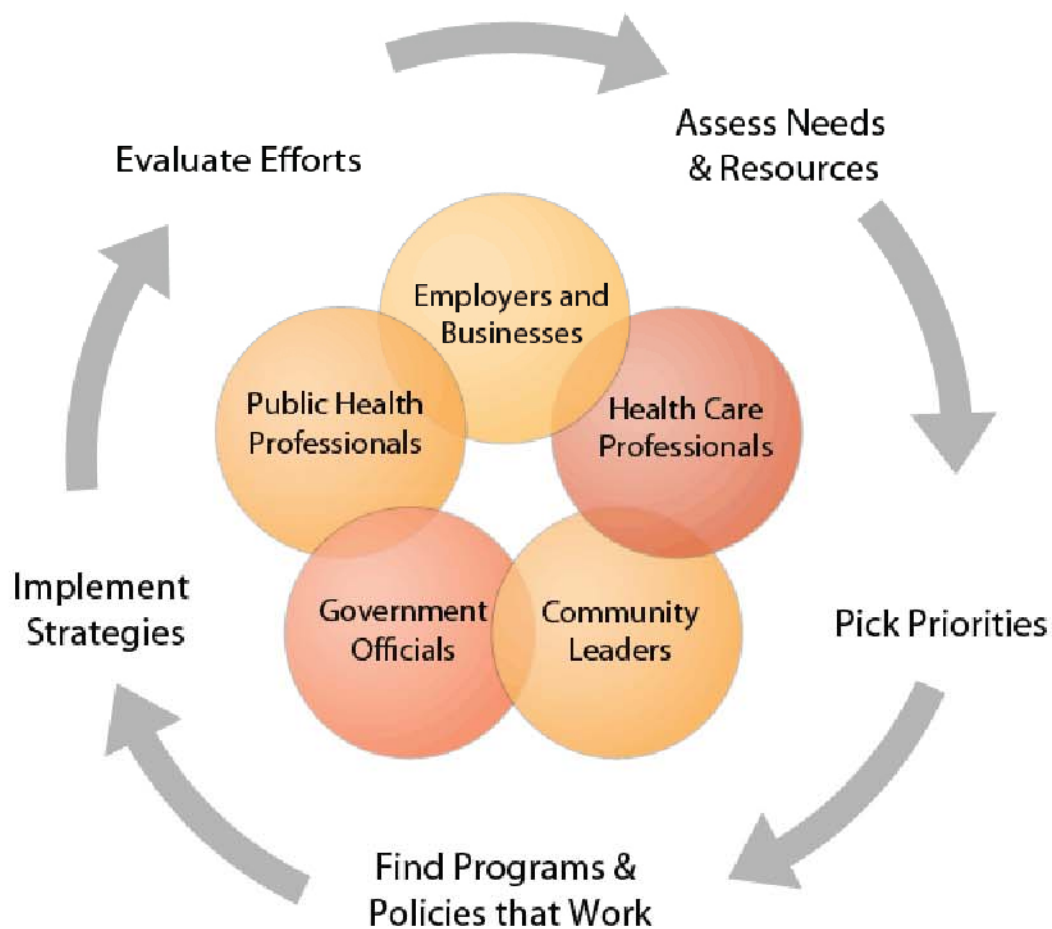 Assess Needs
& Resources
Evaluate Efforts
Employers and
Businesses
Public Health
Professionals
Health Care
Professionals
Implement
Strategies
Government
Officials
Community
Leaders
Pick Priorities
Find Programs &
Policies that Work